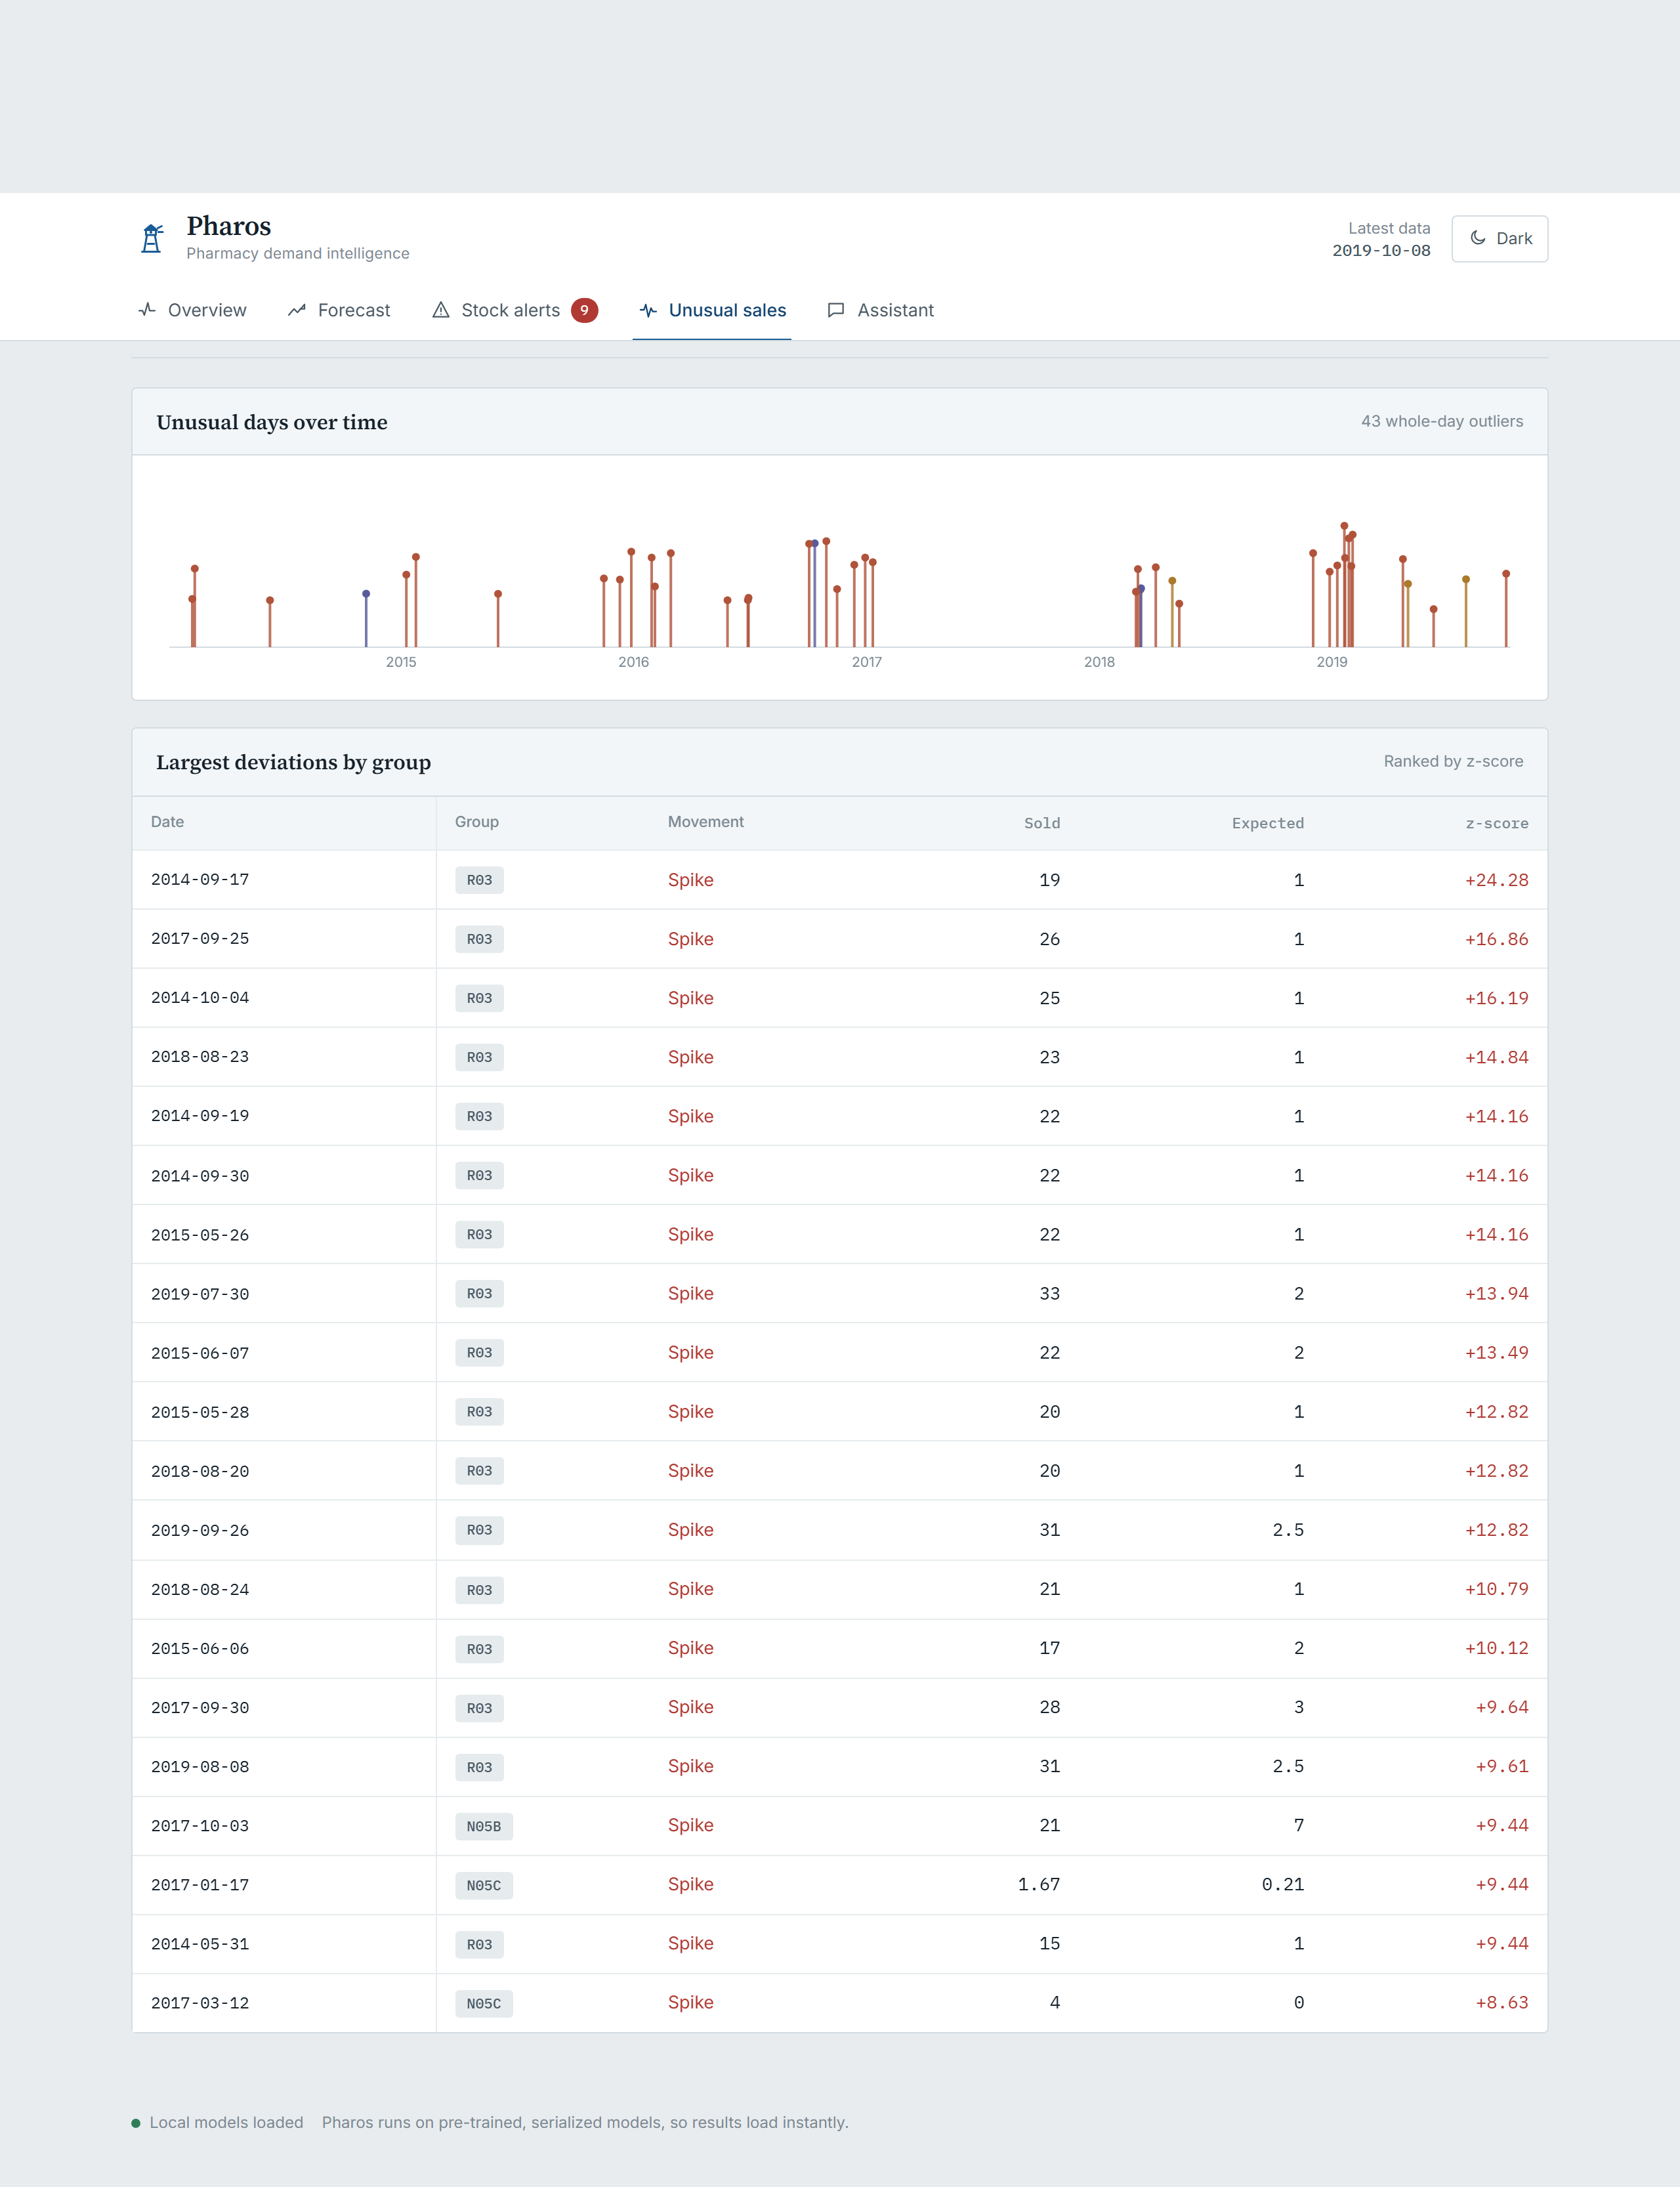 Pharos
Pharmacy demand intelligence
Latest data
2019-10-08
Dark
Overview Forecast Stock alerts 9 Unusual sales Assistant
Unusual days over time 43 whole-day outliers
2015 2016 2017 2018 2019
Largest deviations by group Ranked by z-score
Date Group Movement Sold Expected z-score
2014-09-17 R03 Spike 19 1 +24.28
2017-09-25 R03 Spike 26 1 +16.86
2014-10-04 R03 Spike 25 1 +16.19
2018-08-23 R03 Spike 23 1 +14.84
2014-09-19 R03 Spike 22 1 +14.16
2014-09-30 R03 Spike 22 1 +14.16
2015-05-26 R03 Spike 22 1 +14.16
2019-07-30 R03 Spike 33 2 +13.94
2015-06-07 R03 Spike 22 2 +13.49
2015-05-28 R03 Spike 20 1 +12.82
2018-08-20 R03 Spike 20 1 +12.82
2019-09-26 R03 Spike 31 2.5 +12.82
2018-08-24 R03 Spike 21 1 +10.79
2015-06-06 R03 Spike 17 2 +10.12
2017-09-30 R03 Spike 28 3 +9.64
2019-08-08 R03 Spike 31 2.5 +9.61
2017-10-03 N05B Spike 21 7 +9.44
2017-01-17 N05C Spike 1.67 0.21 +9.44
2014-05-31 R03 Spike 15 1 +9.44
2017-03-12 N05C Spike 4 0 +8.63
Local models loaded Pharos runs on pre-trained, serialized models, so results load instantly.